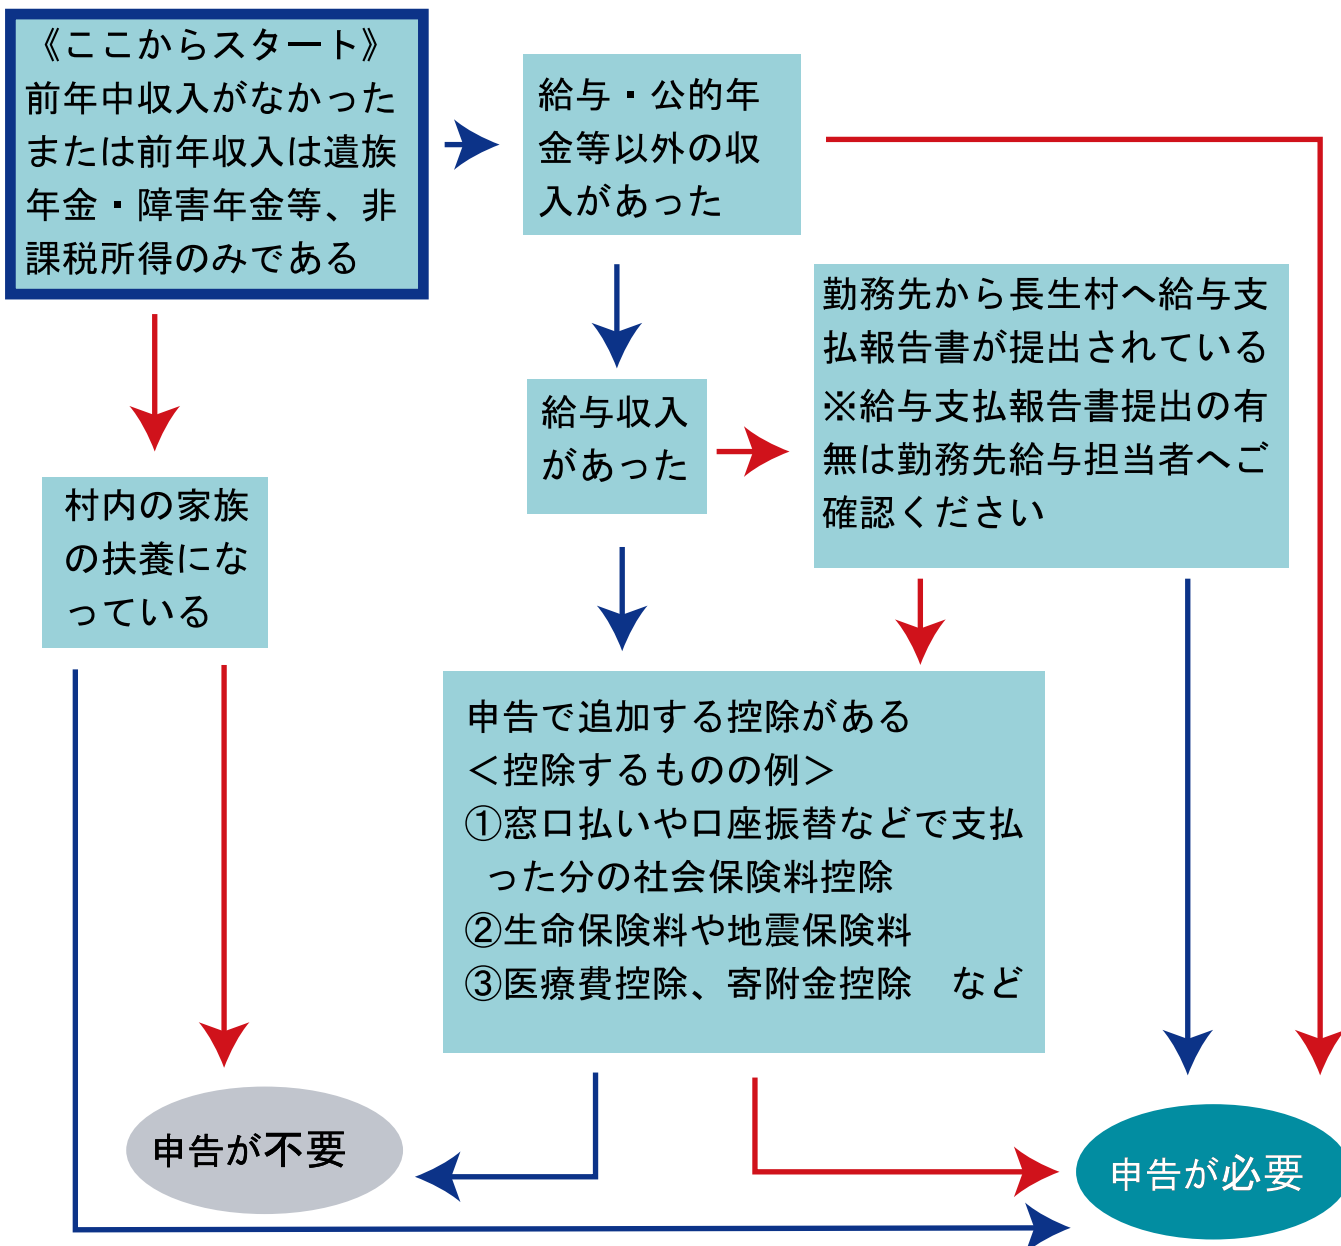 《ここからスタート》
前年中収入がなかった
または前年収入は遺族
年金・障害年金等、非
課税所得のみである
給与・公的年
金等以外の収
入があった
勤務先から長生村へ給与支
払報告書が提出されている
※給与支払報告書提出の有
無は勤務先給与担当者へご
確認ください
給与収入
があった
村内の家族
の扶養にな
っている
申告で追加する控除がある
＜控除するものの例＞
①窓口払いや口座振替などで支払
った分の社会保険料控除
②生命保険料や地震保険料
③医療費控除、寄附金控除　など
申告が不要
申告が必要